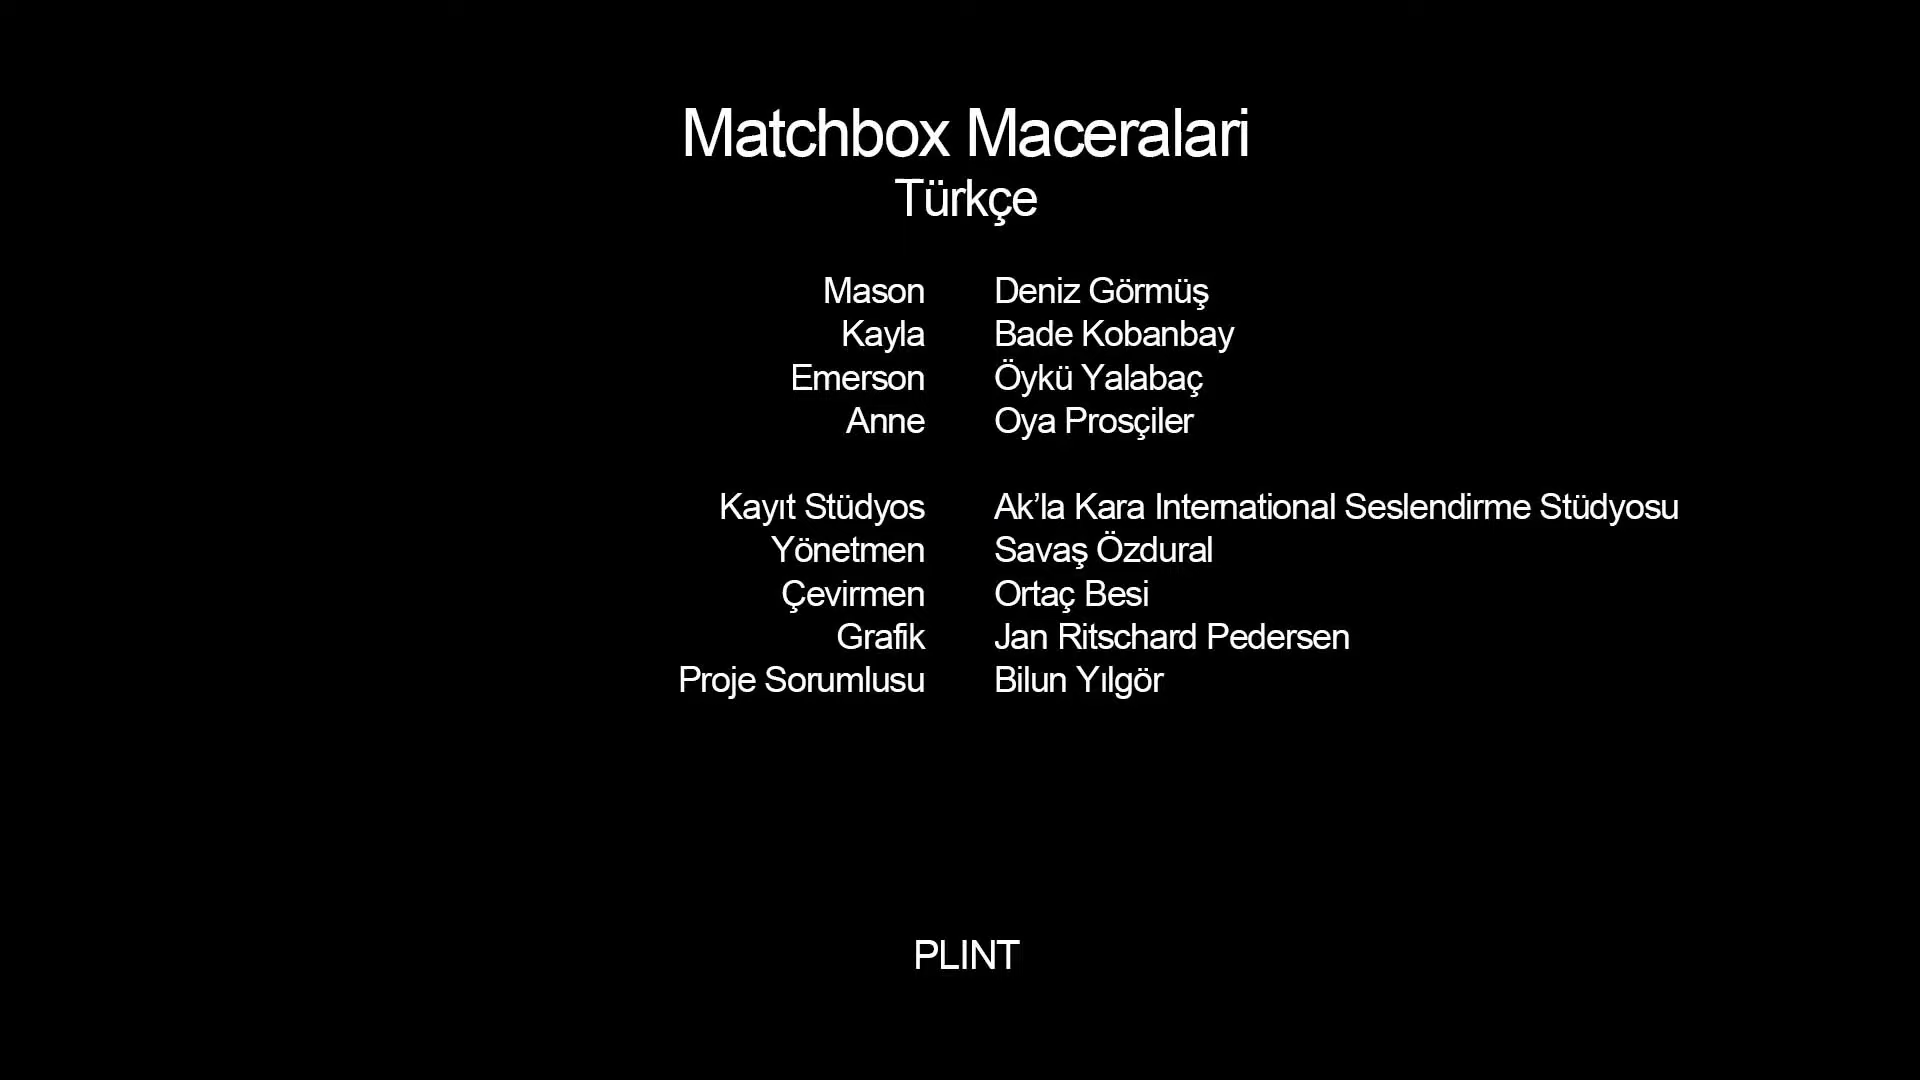 Matchbox Maceralari
Türkçe
Mason Deniz Görmüş
Kayla Bade Kobanbay
Emerson Öykü Yalabaç
Anne Oya Prosçiler
Kayıt Stüdyos Ak’la Kara International Seslendirme Stüdyosu
Yönetmen Savaş Özdural
Çevirmen Ortaç Besi
Grafik Jan Ritschard Pedersen
Proje Sorumlusu Bilun Yılgör
PLINT